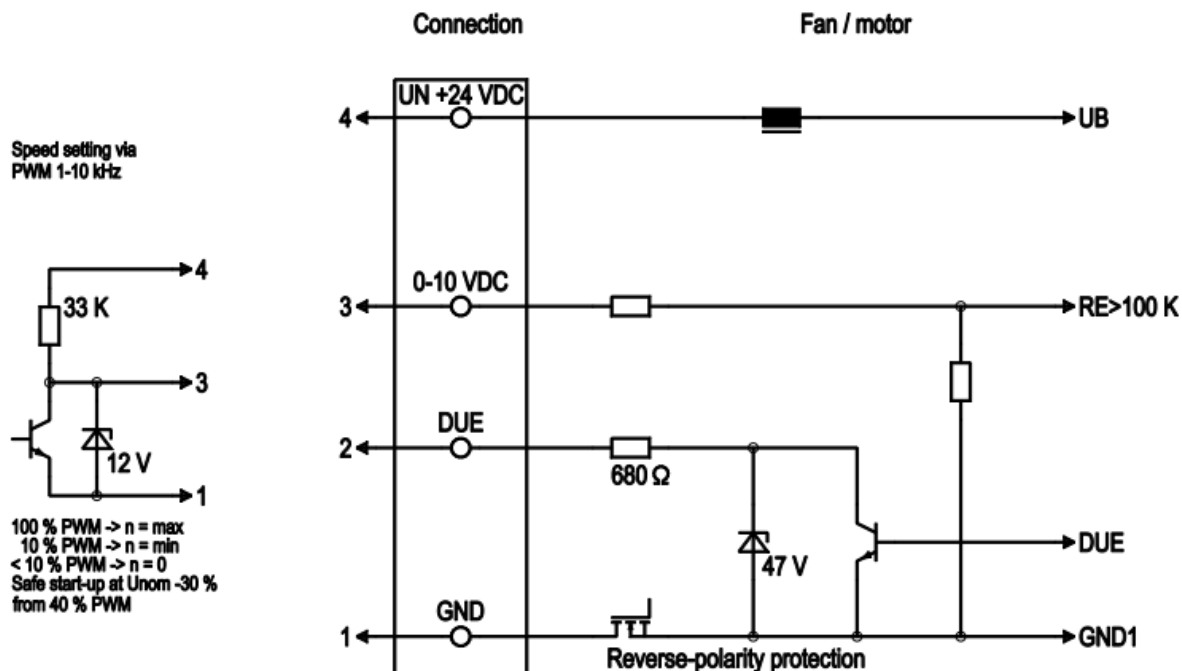 Connection
Fan / motor
UN +24 VDC
4
UB
Speed setting via
PWM 1-10 kHz
4
33 K
0-10 VDC
3
RE>100 K
3
DUE
2
680 Ω
12 V
1
47 V
DUE
100 % PWM -> n = max
10 % PWM -> n = min
< 10 % PWM -> n = 0
Safe start-up at Unom -30 %
from 40 % PWM
GND
1
GND1
Reverse-polarity protection